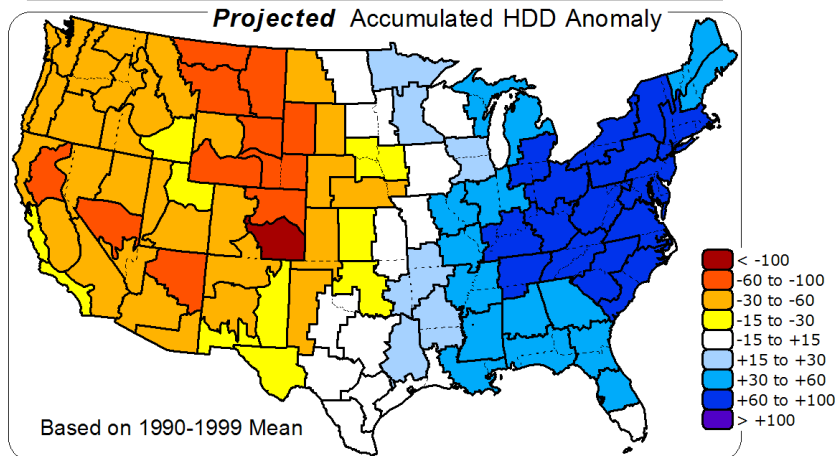 Projected Accumulated HDD Anomaly
< -100
-60 to -100
-30 to -60
-15 to -30
-15 to +15
+15 to +30
+30 to +60
+60 to +100
> +100
Based on 1990-1999 Mean